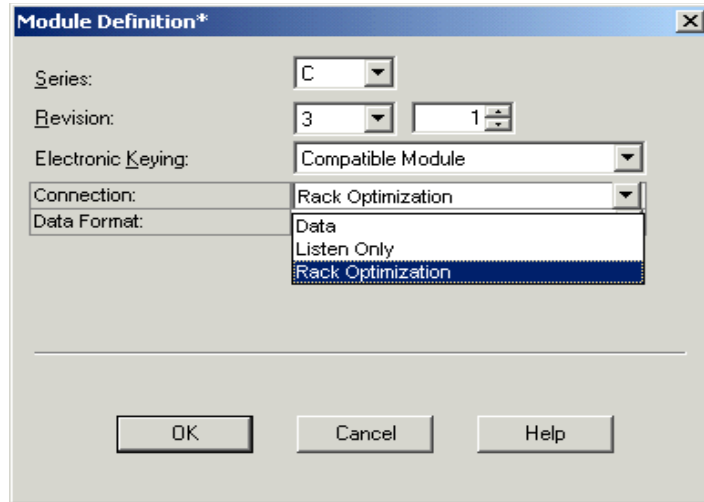 Module Definition*
Series: C
Revision: 3 1
Electronic Keying: Compatible Module
Connection: Rack Optimization
Data Format:
Data
Listen Only
Rack Optimization
OK Cancel Help